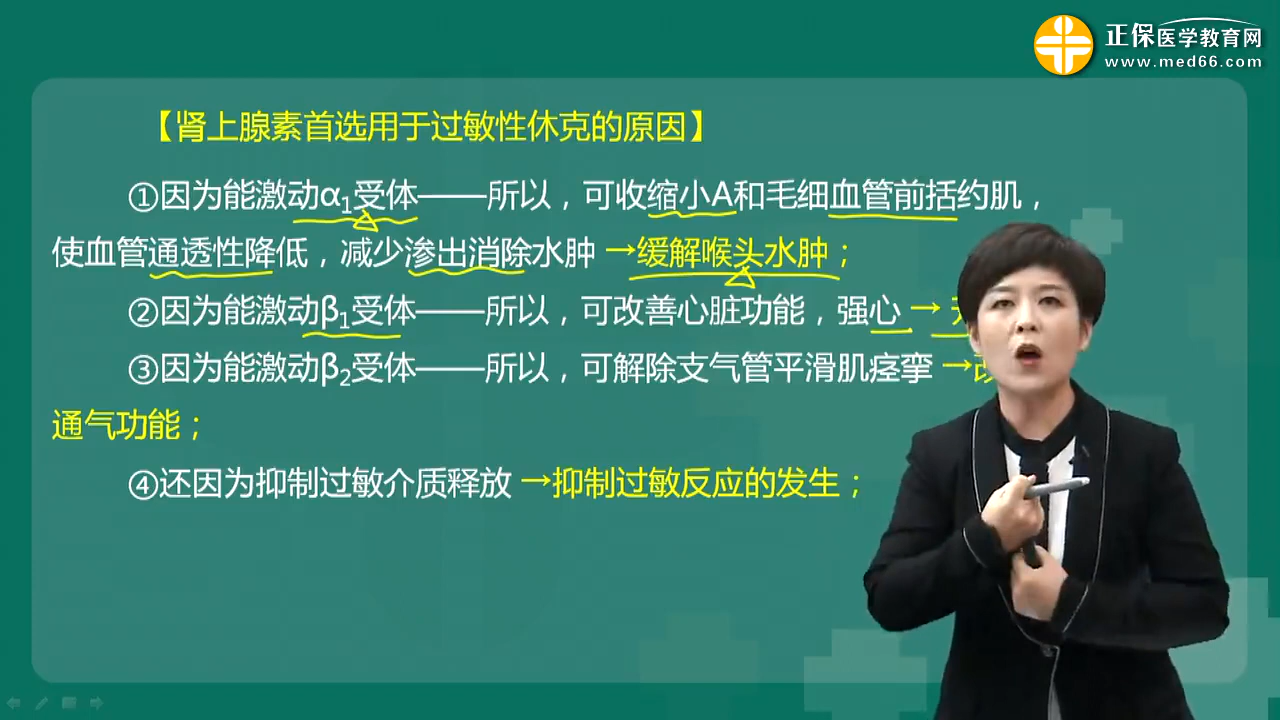 正保医学教育网
www.med66.com
【肾上腺素首选用于过敏性休克的原因】
①因为能激动α₁受体——所以，可收缩小A和毛细血管前括约肌，
使血管通透性降低，减少渗出消除水肿 →缓解喉头水肿；
②因为能激动β₁受体——所以，可改善心脏功能，强心 →
③因为能激动β₂受体——所以，可解除支气管平滑肌痉挛 →
通气功能；
④还因为抑制过敏介质释放 →抑制过敏反应的发生；